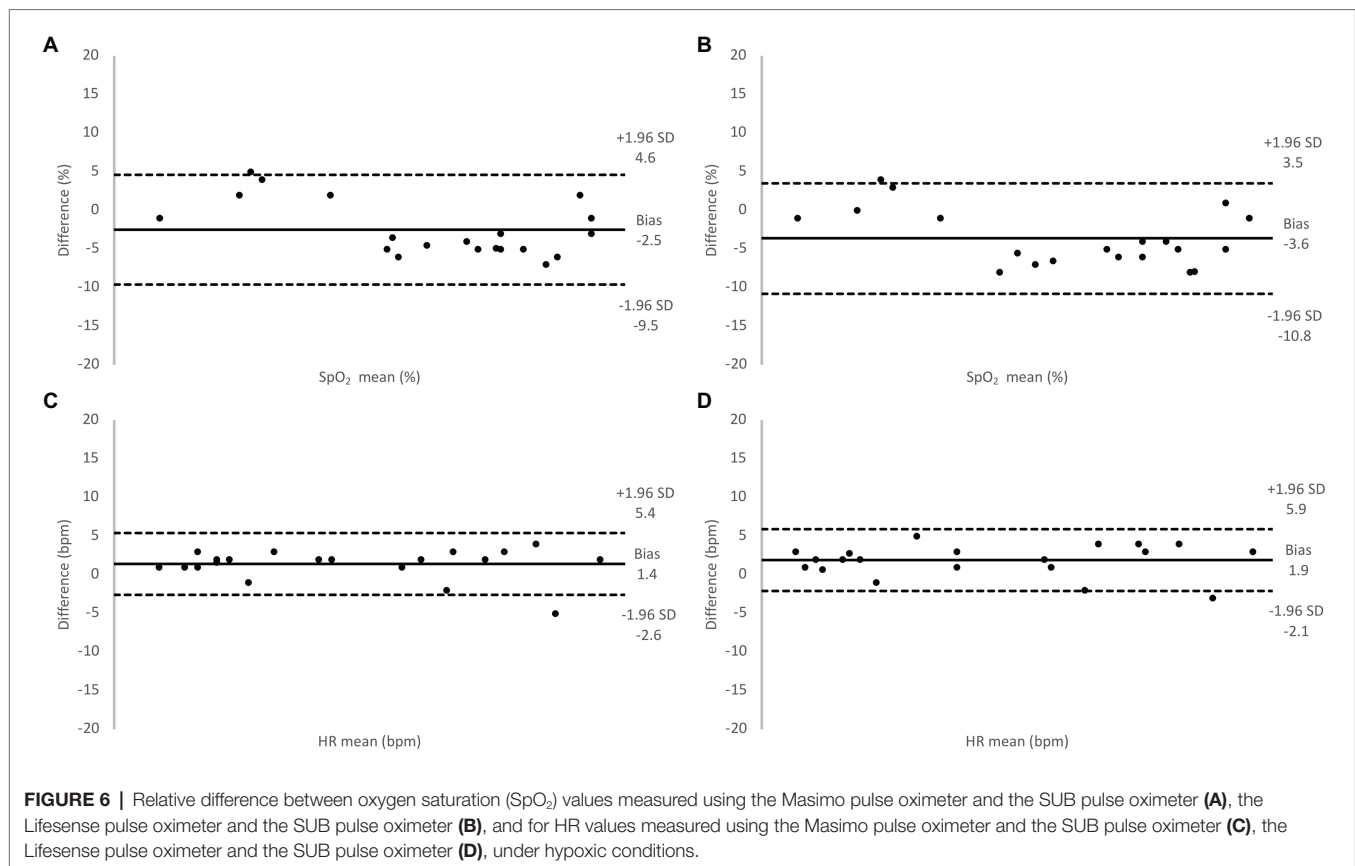 A
20
15
10
5
0
-5
-10
-15
-20
Difference (%)
SpO₂ mean (%)
+1.96 SD
4.6
Bias
-2.5
-1.96 SD
-9.5
B
20
15
10
5
0
-5
-10
-15
-20
Difference (%)
SpO₂ mean (%)
+1.96 SD
3.5
Bias
-3.6
-1.96 SD
-10.8
C
20
15
10
5
0
-5
-10
-15
-20
Difference (bpm)
HR mean (bpm)
+1.96 SD
5.4
Bias
1.4
-1.96 SD
-2.6
D
20
15
10
5
0
-5
-10
-15
-20
Difference (bpm)
HR mean (bpm)
+1.96 SD
5.9
Bias
1.9
-1.96 SD
-2.1
FIGURE 6 | Relative difference between oxygen saturation (SpO₂) values measured using the Masimo pulse oximeter and the SUB pulse oximeter (A), the
Lifesense pulse oximeter and the SUB pulse oximeter (B), and for HR values measured using the Masimo pulse oximeter and the SUB pulse oximeter (C), the
Lifesense pulse oximeter and the SUB pulse oximeter (D), under hypoxic conditions.